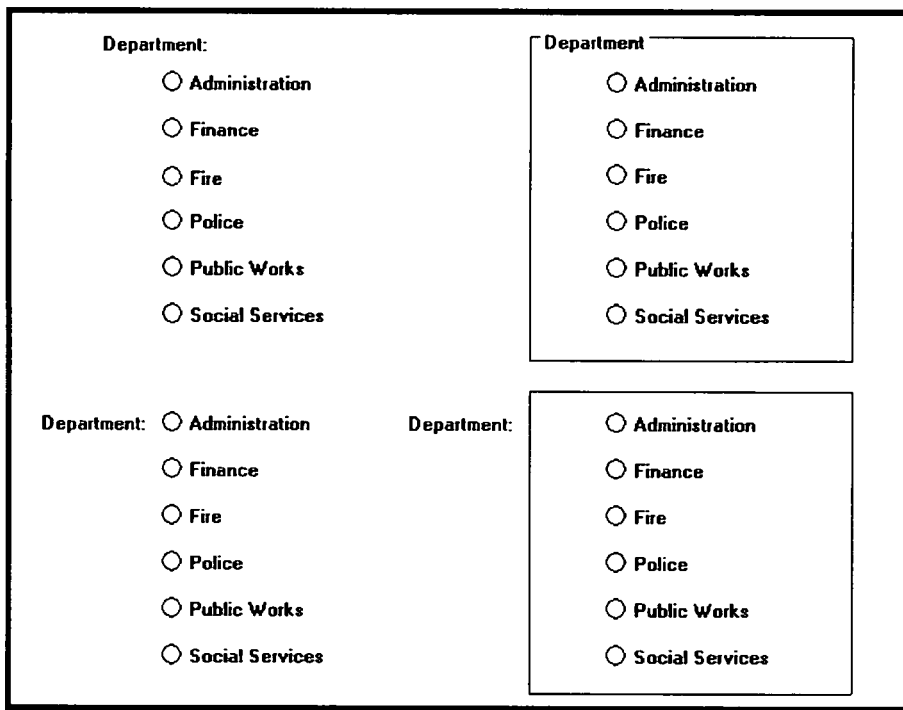 Department:
Administration
Finance
Fire
Police
Public Works
Social Services
Department
Administration
Finance
Fire
Police
Public Works
Social Services
Department:
Administration
Finance
Fire
Police
Public Works
Social Services
Department:
Administration
Finance
Fire
Police
Public Works
Social Services